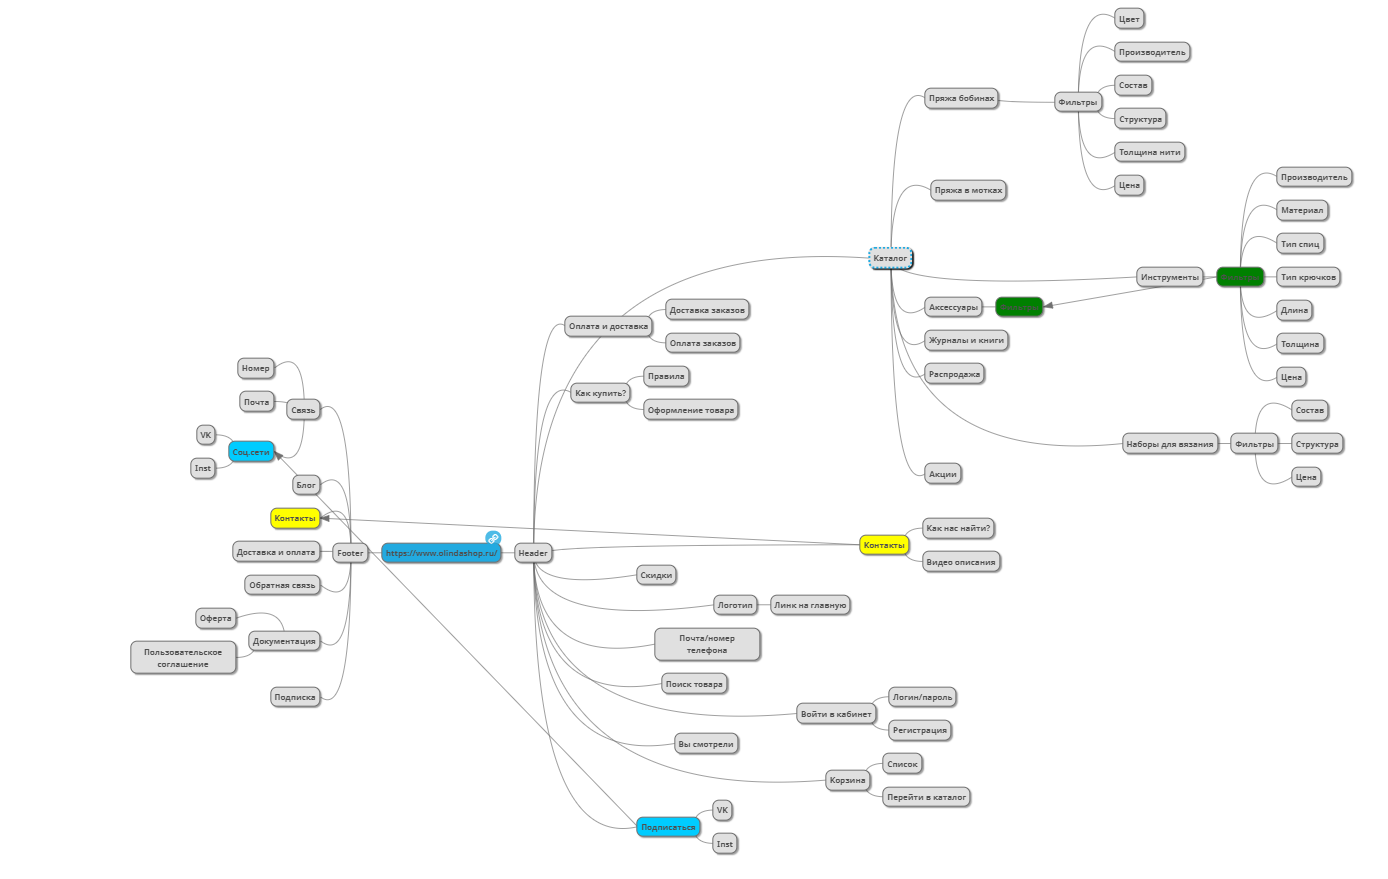 Цвет
Производитель
Состав
Структура
Толщина нити
Цена
Пряжа бобинах
Фильтры
Пряжа в мотках
Каталог
Инструменты
Производитель
Материал
Тип спиц
Тип крючков
Длина
Толщина
Цена
Аксессуары
Журналы и книги
Распродажа
Наборы для вязания
Фильтры
Состав
Структура
Цена
Акции
Оплата и доставка
Доставка заказов
Оплата заказов
Как купить?
Правила
Оформление товара
Номер
Почта
Связь
VK
Соц.сети
Inst
Блог
Контакты
Доставка и оплата
Footer
https://www.olindashop.ru/
Header
Обратная связь
Оферта
Документация
Пользовательское
соглашение
Подписка
Контакты
Как нас найти?
Видео описания
Скидки
Логотип
Линк на главную
Почта/номер
телефона
Поиск товара
Войти в кабинет
Логин/пароль
Регистрация
Вы смотрели
Корзина
Список
Перейти в каталог
Подписаться
VK
Inst